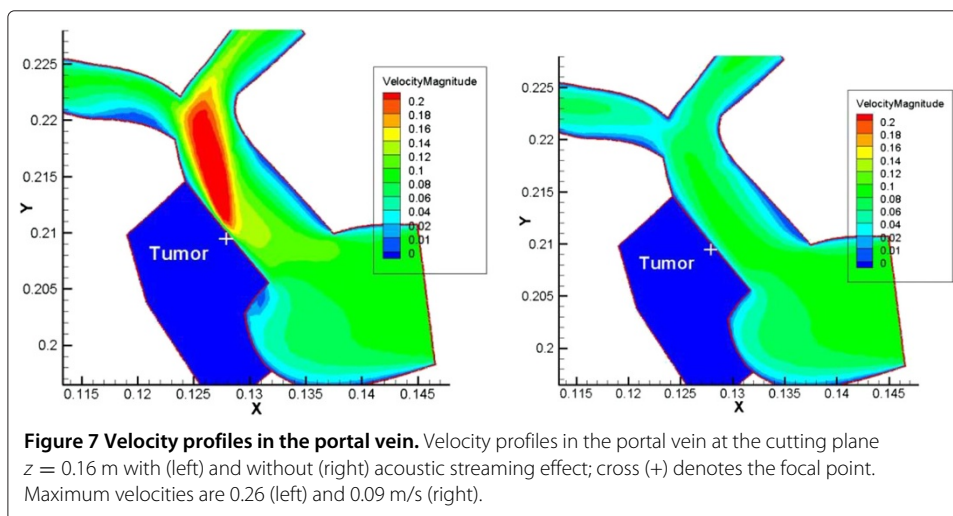 0.225
0.22
0.215
0.21
0.205
0.2
Y
0.115 0.12 0.125 0.13 0.135 0.14 0.145
X
Tumor
+
VelocityMagnitude
0.2
0.18
0.16
0.14
0.12
0.1
0.08
0.06
0.04
0.02
0.01
0
0.225
0.22
0.215
0.21
0.205
0.2
Y
0.115 0.12 0.125 0.13 0.135 0.14 0.145
X
Tumor
+
VelocityMagnitude
0.2
0.18
0.16
0.14
0.12
0.1
0.08
0.06
0.04
0.02
0.01
0
Figure 7 Velocity profiles in the portal vein. Velocity profiles in the portal vein at the cutting plane
z = 0.16 m with (left) and without (right) acoustic streaming effect; cross (+) denotes the focal point.
Maximum velocities are 0.26 (left) and 0.09 m/s (right).